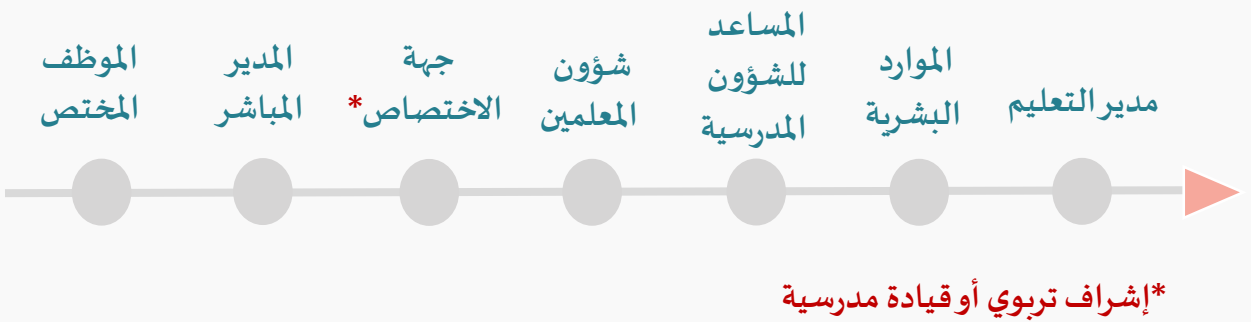 مدير التعليم
الموارد
البشرية
المساعد
للشؤون
المدرسية
شؤون
المعلمين
جهة
الاختصاص*
المدير
المباشر
الموظف
المختص
*إشراف تربوي أو قيادة مدرسية